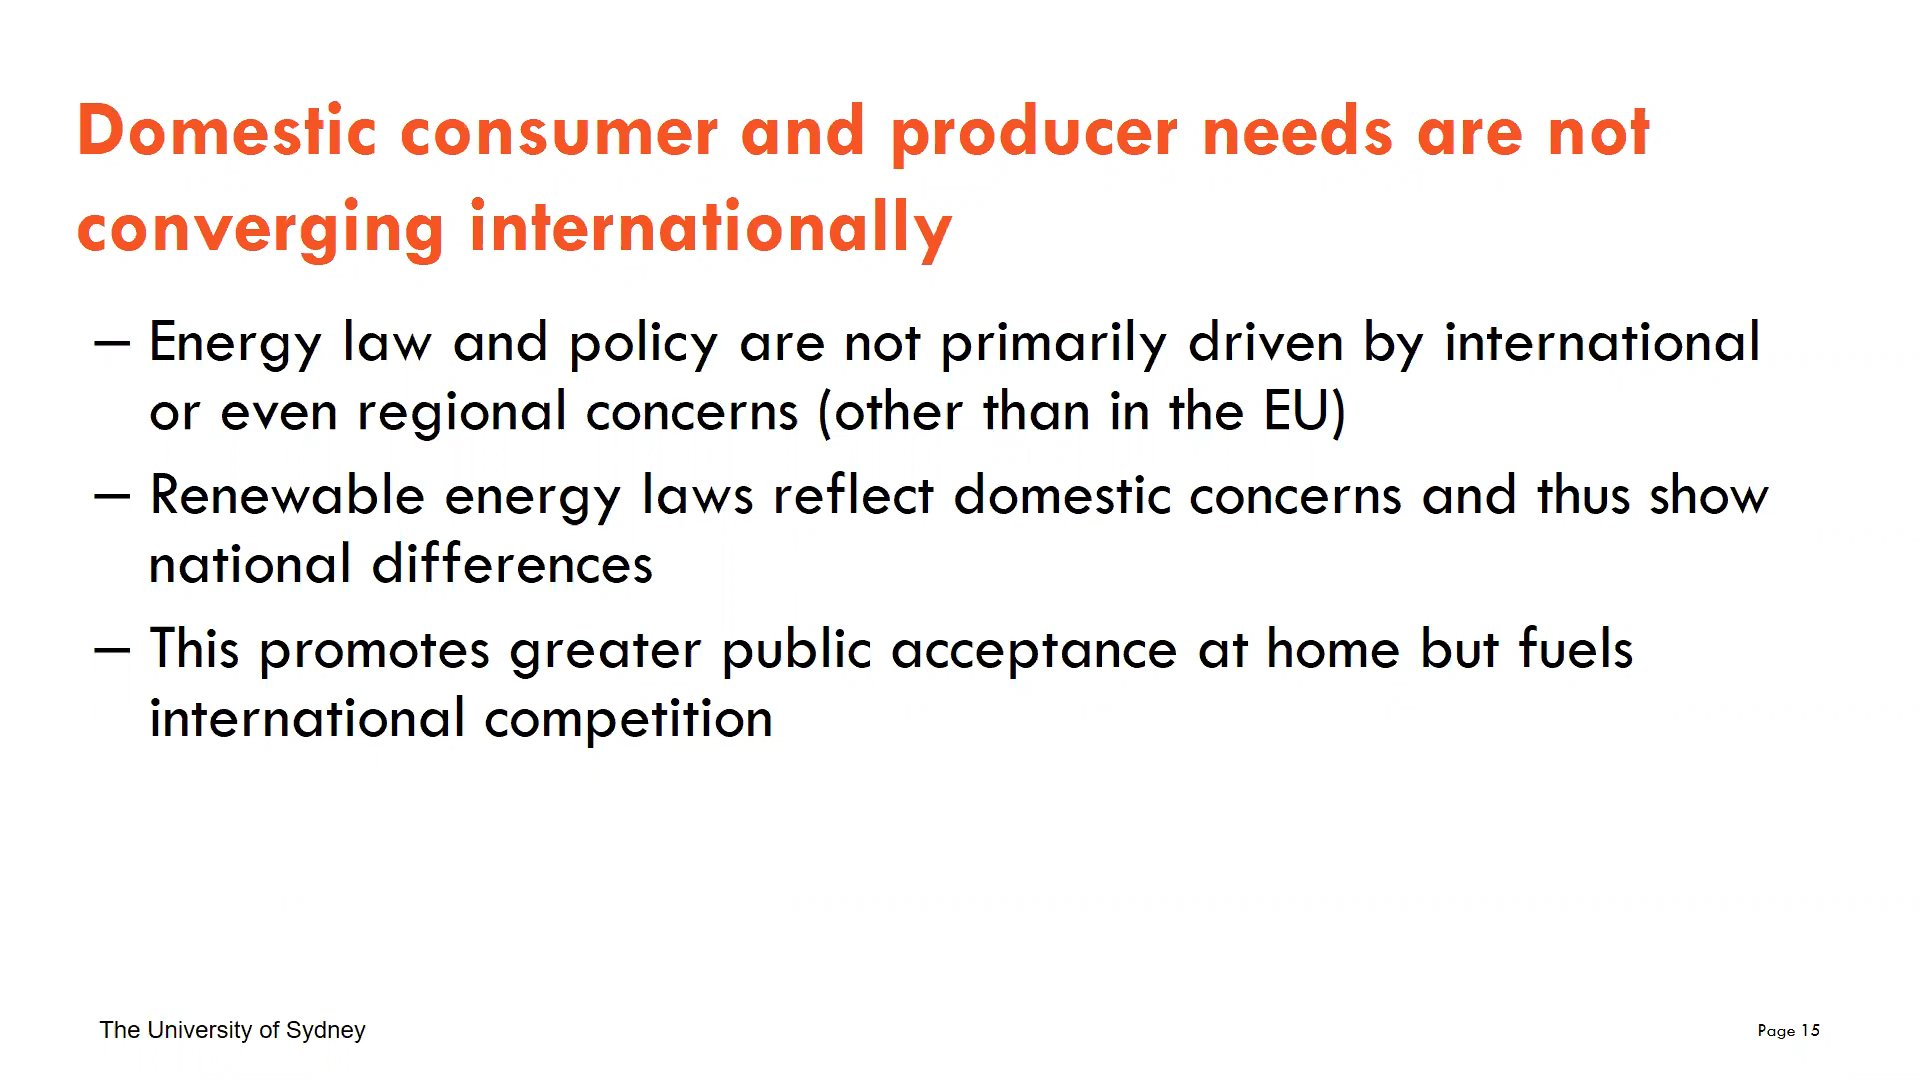 Domestic consumer and producer needs are not
converging internationally
– Energy law and policy are not primarily driven by international
or even regional concerns (other than in the EU)
– Renewable energy laws reflect domestic concerns and thus show
national differences
– This promotes greater public acceptance at home but fuels
international competition
The University of Sydney
Page 15